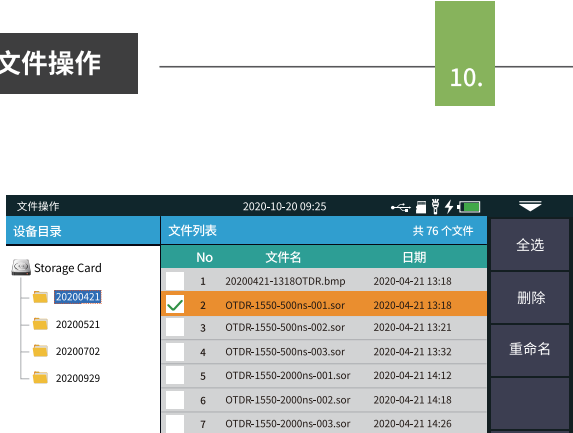 文件操作
10.
文件操作 2020-10-20 09:25
设备目录 文件列表 共 76 个文件
No 文件名 日期
Storage Card
20200421
20200521
20200702
20200929
1 20200421-1318OTDR.bmp 2020-04-21 13:18
2 OTDR-1550-500ns-001.sor 2020-04-21 13:18
3 OTDR-1550-500ns-002.sor 2020-04-21 13:21
4 OTDR-1550-500ns-003.sor 2020-04-21 13:32
5 OTDR-1550-2000ns-001.sor 2020-04-21 14:12
6 OTDR-1550-2000ns-002.sor 2020-04-21 14:18
7 OTDR-1550-2000ns-003.sor 2020-04-21 14:26
全选
删除
重命名